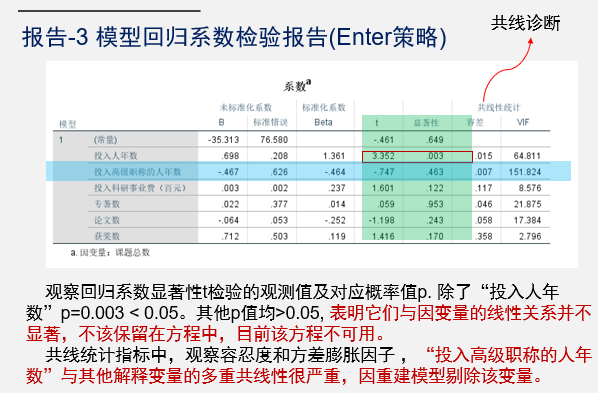 共线诊断
报告-3 模型回归系数检验报告(Enter策略)
系数a
未标准化系数 标准化系数 共线性统计
模型 B 标准错误 Beta t 显著性 容差 VIF
1 (常量) -35.313 76.580 -.461 .649
投入人年数 .698 .208 1.361 3.352 .003 .015 64.811
投入高级职称的人年数 -.467 .626 -.464 -.747 .463 .007 151.824
投入科研事业费（百元） .003 .002 .237 1.601 .122 .117 8.576
专著数 .022 .377 .014 .059 .953 .046 21.875
论文数 -.064 .053 -.252 -1.198 .243 .058 17.384
获奖数 .712 .503 .119 1.416 .170 .358 2.796
a. 因变量：课题总数
观察回归系数显著性t检验的观测值及对应概率值p. 除了“投入人年
数”p=0.003 < 0.05。其他p值均>0.05, 表明它们与因变量的线性关系并不
显著，不该保留在方程中，目前该方程不可用。
共线统计指标中，观察容忍度和方差膨胀因子 ，“投入高级职称的人年
数”与其他解释变量的多重共线性很严重，因重建模型剔除该变量。